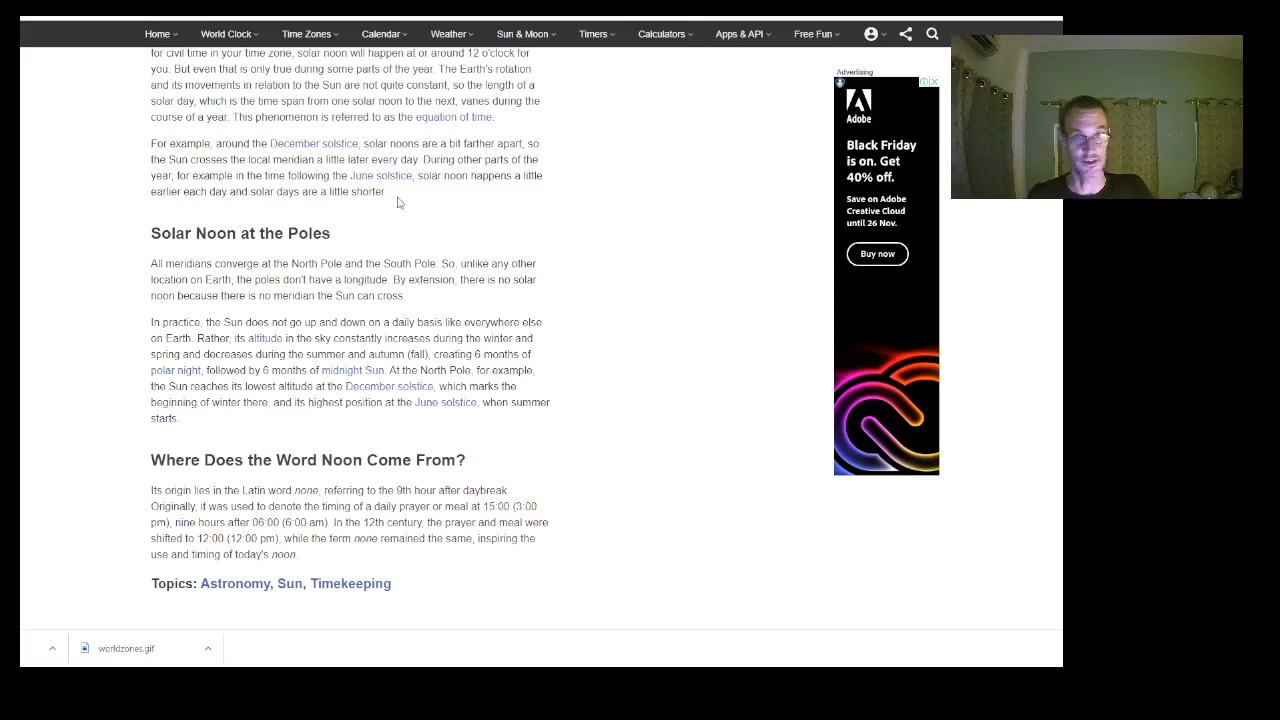 Home
World Clock
Time Zones
Calendar
Weather
Sun & Moon
Timers
Calculators
Apps & API
Free Fun
for civil time in your time zone, solar noon will happen at or around 12 o'clock for
you. But even that is only true during some parts of the year. The Earth's rotation
and its movements in relation to the Sun are not quite constant, so the length of a
solar day, which is the time span from one solar noon to the next, varies during the
course of a year. This phenomenon is referred to as the equation of time.
For example, around the December solstice, solar noons are a bit farther apart, so
the Sun crosses the local meridian a little later every day. During other parts of the
year, for example in the time following the June solstice, solar noon happens a little
earlier each day and solar days are a little shorter.
Solar Noon at the Poles
All meridians converge at the North Pole and the South Pole. So, unlike any other
location on Earth, the poles don't have a longitude. By extension, there is no solar
noon because there is no meridian the Sun can cross.
In practice, the Sun does not go up and down on a daily basis like everywhere else
on Earth. Rather, its altitude in the sky constantly increases during the winter and
spring and decreases during the summer and autumn (fall), creating 6 months of
polar night, followed by 6 months of midnight Sun. At the North Pole, for example,
the Sun reaches its lowest altitude at the December solstice, which marks the
beginning of winter there, and its highest position at the June solstice, when summer
starts.
Where Does the Word Noon Come From?
Its origin lies in the Latin word none, referring to the 9th hour after daybreak.
Originally, it was used to denote the timing of a daily prayer or meal at 15:00 (3:00
pm), nine hours after 06:00 (6:00 am). In the 12th century, the prayer and meal were
shifted to 12:00 (12:00 pm), while the term none remained the same, inspiring the
use and timing of today's noon.
Topics: Astronomy, Sun, Timekeeping
Advertising
Adobe
Black Friday
is on. Get
40% off.
Save on Adobe
Creative Cloud
until 26 Nov.
Buy now
worldzones.gif